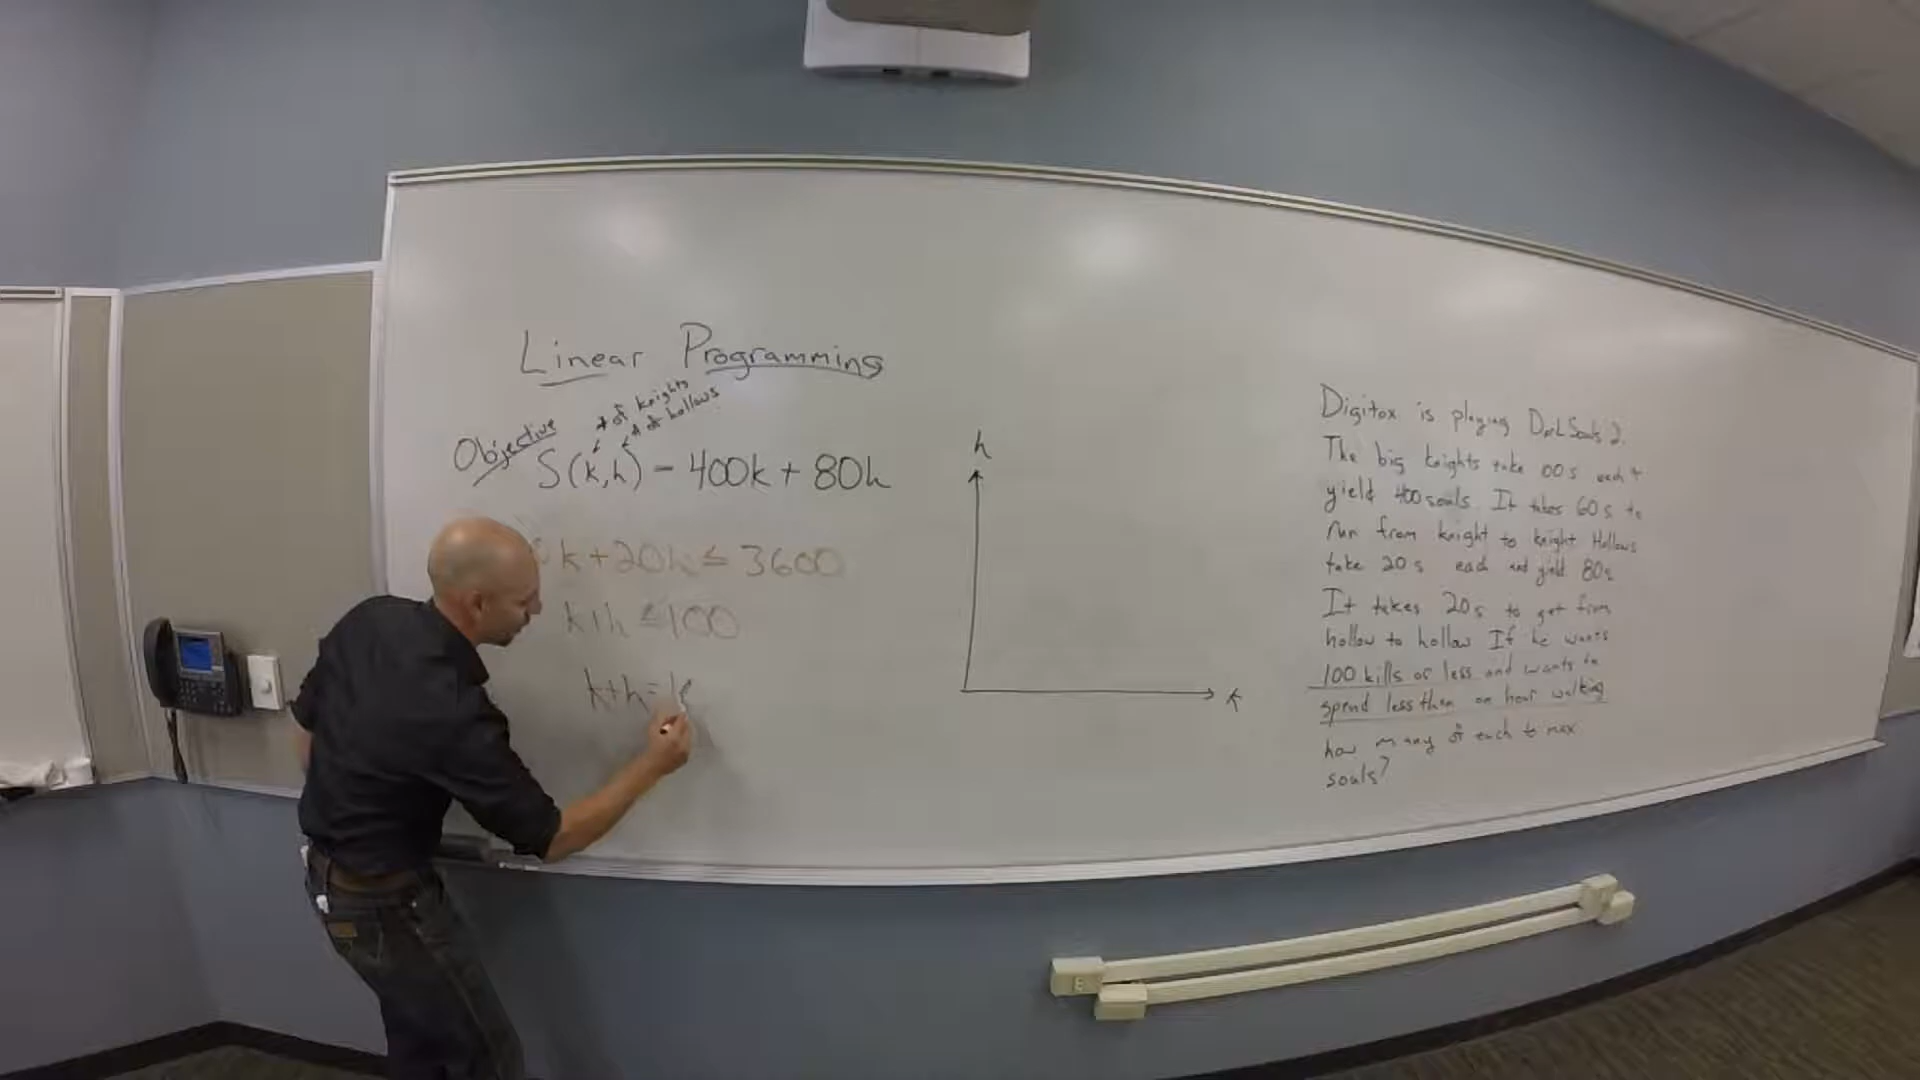 Linear Programming
# of knights
# of hollows
Objective
S(k,h) = 400k + 80h
0k+20h ≤ 3600
k+h ≤ 100
k+h=1
h
k
Digitox is playing Dark Souls 2.
The big knights take 00s each +
yield 400 souls. It takes 60s to
run from knight to knight Hollows
take 20s each and yield 80s
It takes 20s to get from
hollow to hollow If he wants
100 kills or less and wants to
spend less than an hour walking
how many of each to max
souls?